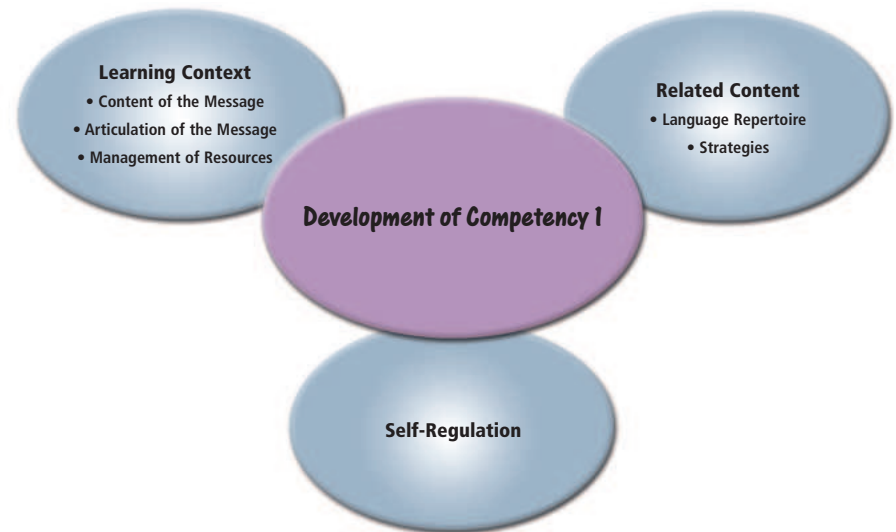 Learning Context
• Content of the Message
• Articulation of the Message
• Management of Resources
Related Content
• Language Repertoire
• Strategies
Development of Competency 1
Self-Regulation